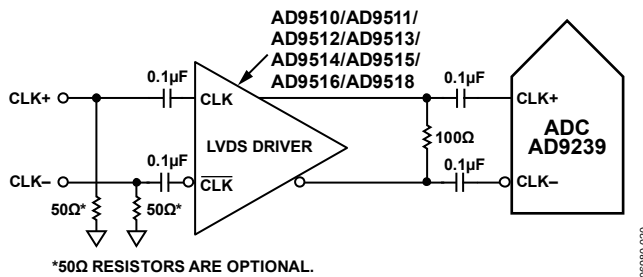 AD9510/AD9511/
AD9512/AD9513/
AD9514/AD9515/
AD9516/AD9518
0.1µF
0.1µF
CLK+
CLK
CLK+
LVDS DRIVER
100Ω
ADC
AD9239
0.1µF
0.1µF
CLK–
CLK
CLK–
50Ω*
50Ω*
*50Ω RESISTORS ARE OPTIONAL.